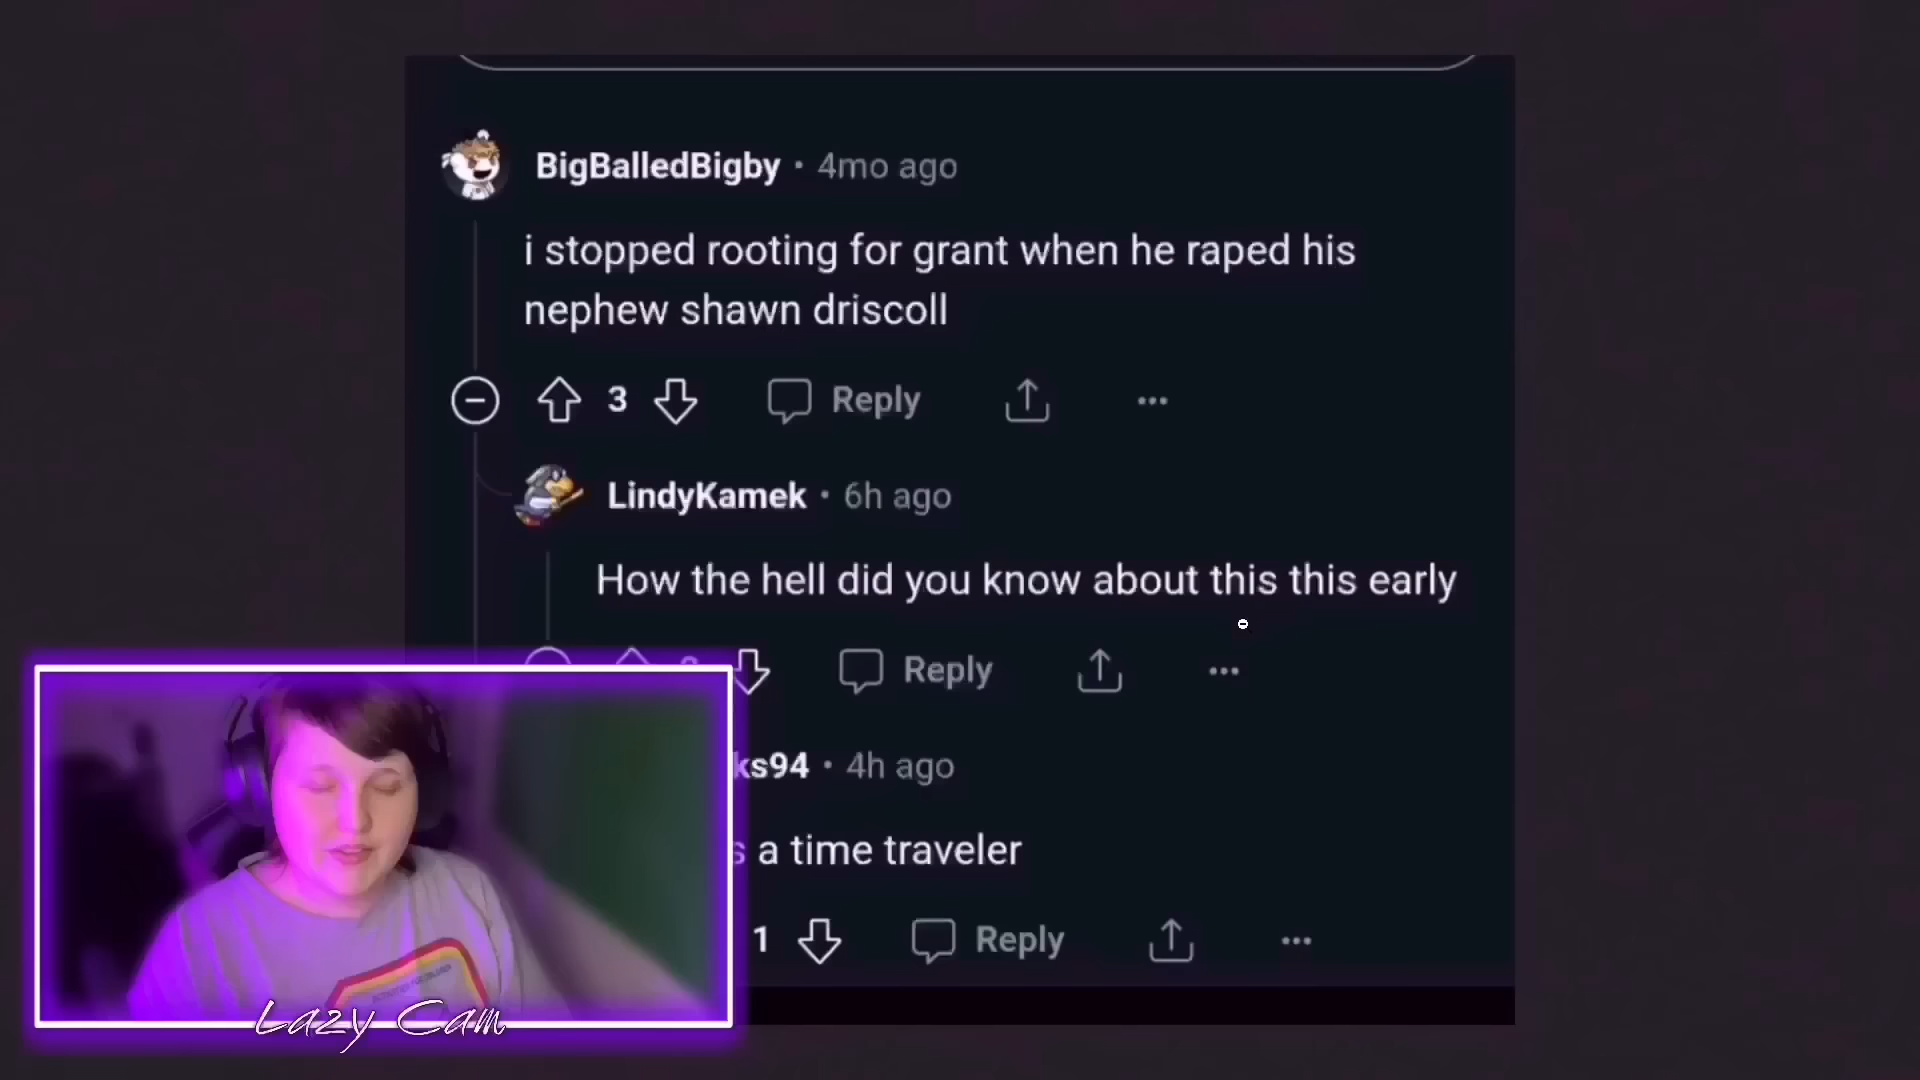 BigBalledBigby · 4mo ago
i stopped rooting for grant when he raped his
nephew shawn driscoll
3 Reply
LindyKamek · 6h ago
How the hell did you know about this this early
Reply
ks94 · 4h ago
s a time traveler
1 Reply
Lazy Cam